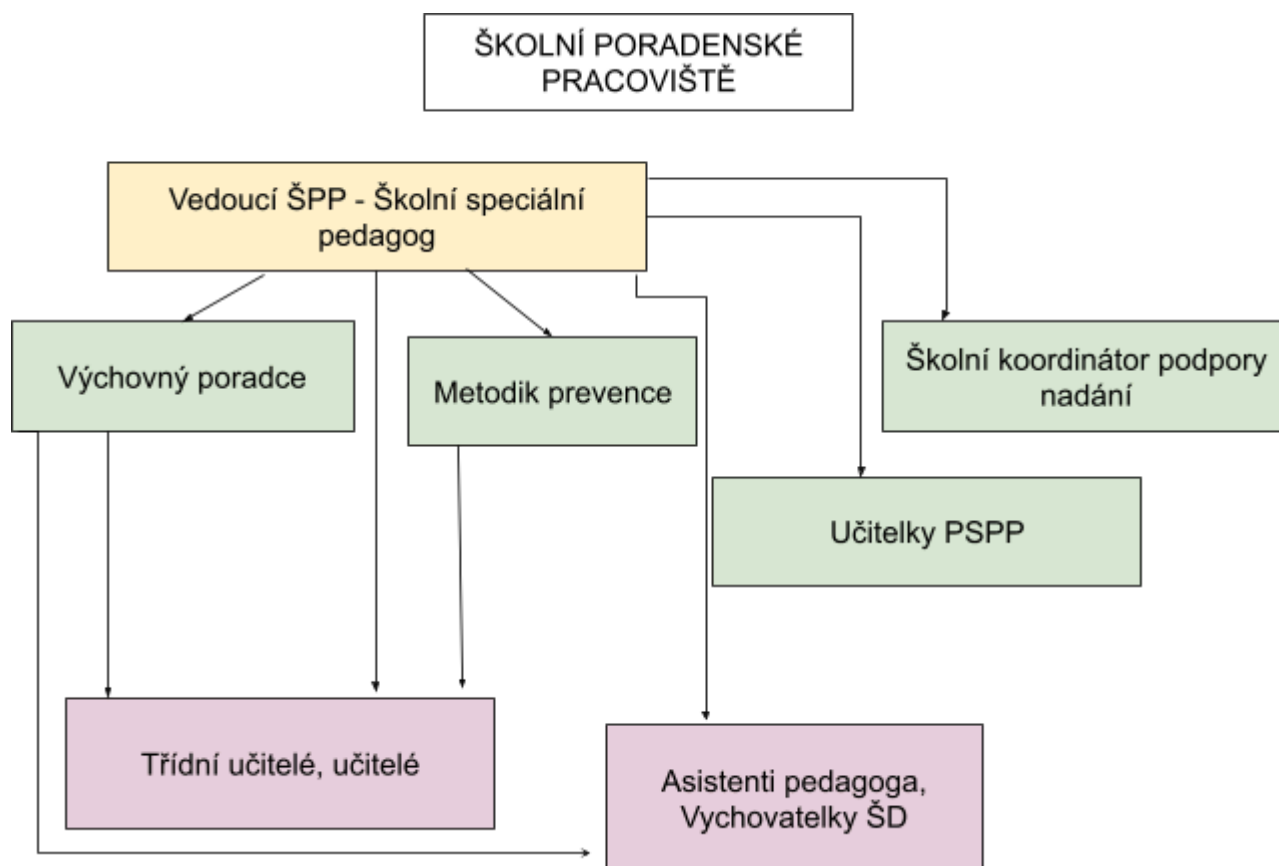 ŠKOLNÍ PORADENSKÉ
PRACOVIŠTĚ
Vedoucí ŠPP - Školní speciální
pedagog
Výchovný poradce
Metodik prevence
Školní koordinátor podpory
nadání
Učitelky PSPP
Třídní učitelé, učitelé
Asistenti pedagoga,
Vychovatelky ŠD